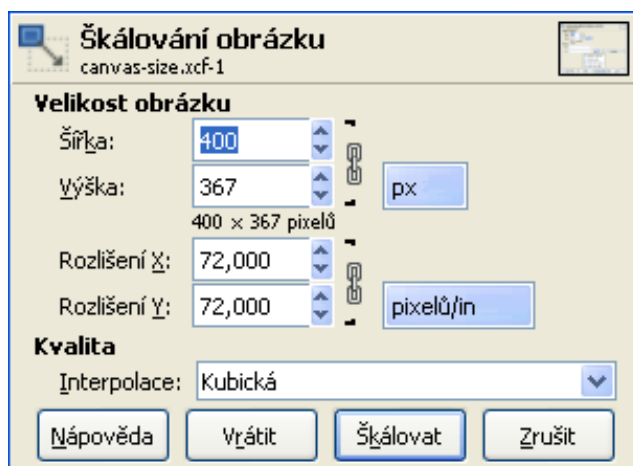 Škálování obrázku
canvas-size.xcf-1
Velikost obrázku
Šířka: 400
Výška: 367 px
400 x 367 pixelů
Rozlišení X: 72,000
Rozlišení Y: 72,000 pixelů/in
Kvalita
Interpolace: Kubická
Nápověda Vrátit Škálovat Zrušit